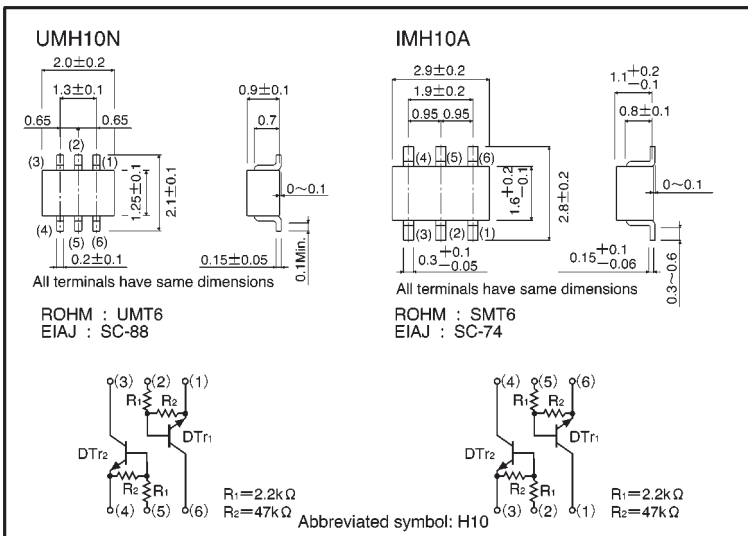 UMH10N
2.0±0.2
1.3±0.1
0.65
0.65
(2)
(3)
(1)
1.25±0.1
2.1±0.1
(4)
(5)
(6)
0.2±0.1
0.9±0.1
0.7
0~0.1
0.15±0.05
0.1Min.
All terminals have same dimensions
ROHM : UMT6
EIAJ : SC-88
IMH10A
2.9±0.2
1.9±0.2
0.95
0.95
(4)
(5)
(6)
1.6+0.2−0.1
2.8±0.2
(3)
(2)
(1)
0.3+0.1−0.05
1.1+0.2−0.1
0.8±0.1
0~0.1
0.15+0.1−0.06
0.3~0.6
All terminals have same dimensions
ROHM : SMT6
EIAJ : SC-74
(3) (2) (1)
R1
R2
DTr1
DTr2
R2
R1
(4) (5) (6)
R1=2.2kΩ
R2=47kΩ
(4) (5) (6)
R1
R2
DTr1
DTr2
R2
R1
(3) (2) (1)
R1=2.2kΩ
R2=47kΩ
Abbreviated symbol: H10